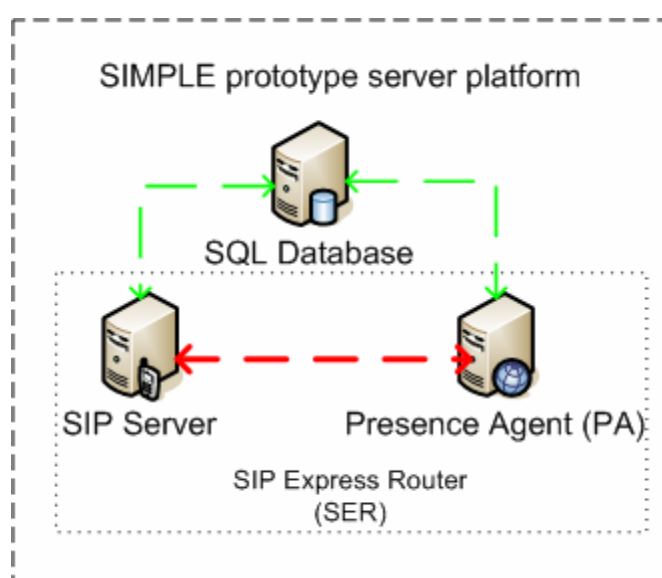 SIMPLE prototype server platform
SQL Database
SIP Server
Presence Agent (PA)
SIP Express Router
(SER)